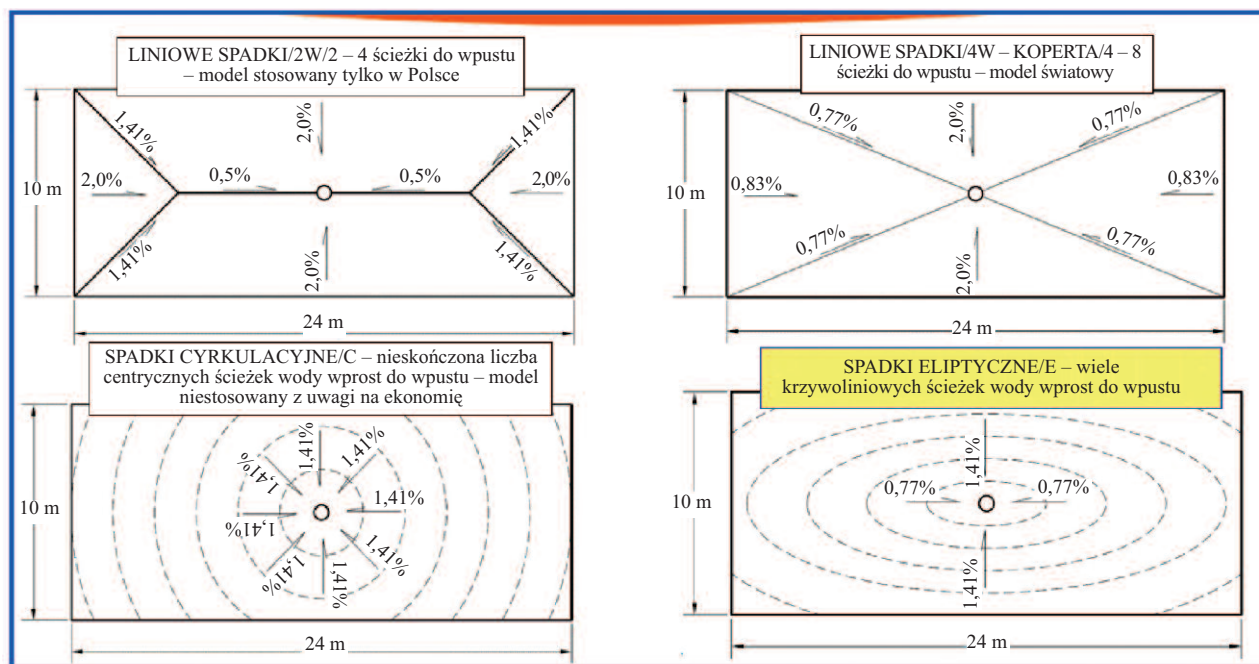 LINIOWE SPADKI/2W/2 – 4 ścieżki do wpustu
– model stosowany tylko w Polsce
1,41%
2,0%
1,41%
10 m
2,0%
0,5%
0,5%
2,0%
1,41%
2,0%
1,41%
24 m
LINIOWE SPADKI/4W – KOPERTA/4 – 8
ścieżki do wpustu – model światowy
0,77%
2,0%
0,77%
10 m
0,83%
0,83%
0,77%
2,0%
0,77%
24 m
SPADKI CYRKULACYJNE/C – nieskończona liczba
centrycznych ścieżek wody wprost do wpustu – model
niestosowany z uwagi na ekonomię
1,41%
1,41%
1,41%
10 m
1,41%
1,41%
1,41%
1,41%
1,41%
24 m
SPADKI ELIPTYCZNE/E – wiele
krzywoliniowych ścieżek wody wprost do wpustu
1,41%
10 m
0,77%
0,77%
1,41%
24 m